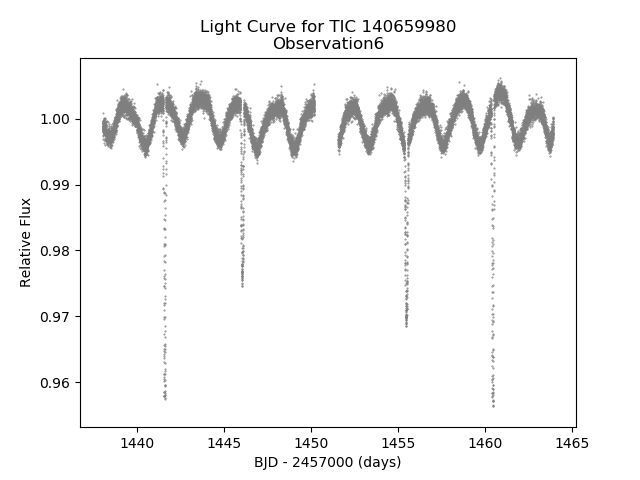 Light Curve for TIC 140659980
Observation6
Relative Flux
1.00
0.99
0.98
0.97
0.96
1440 1445 1450 1455 1460 1465
BJD - 2457000 (days)